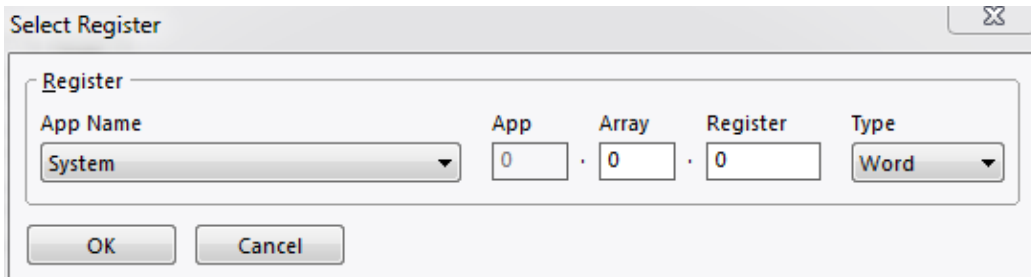 Select Register
Register
App Name App Array Register Type
System 0 . 0 . 0 Word
OK Cancel